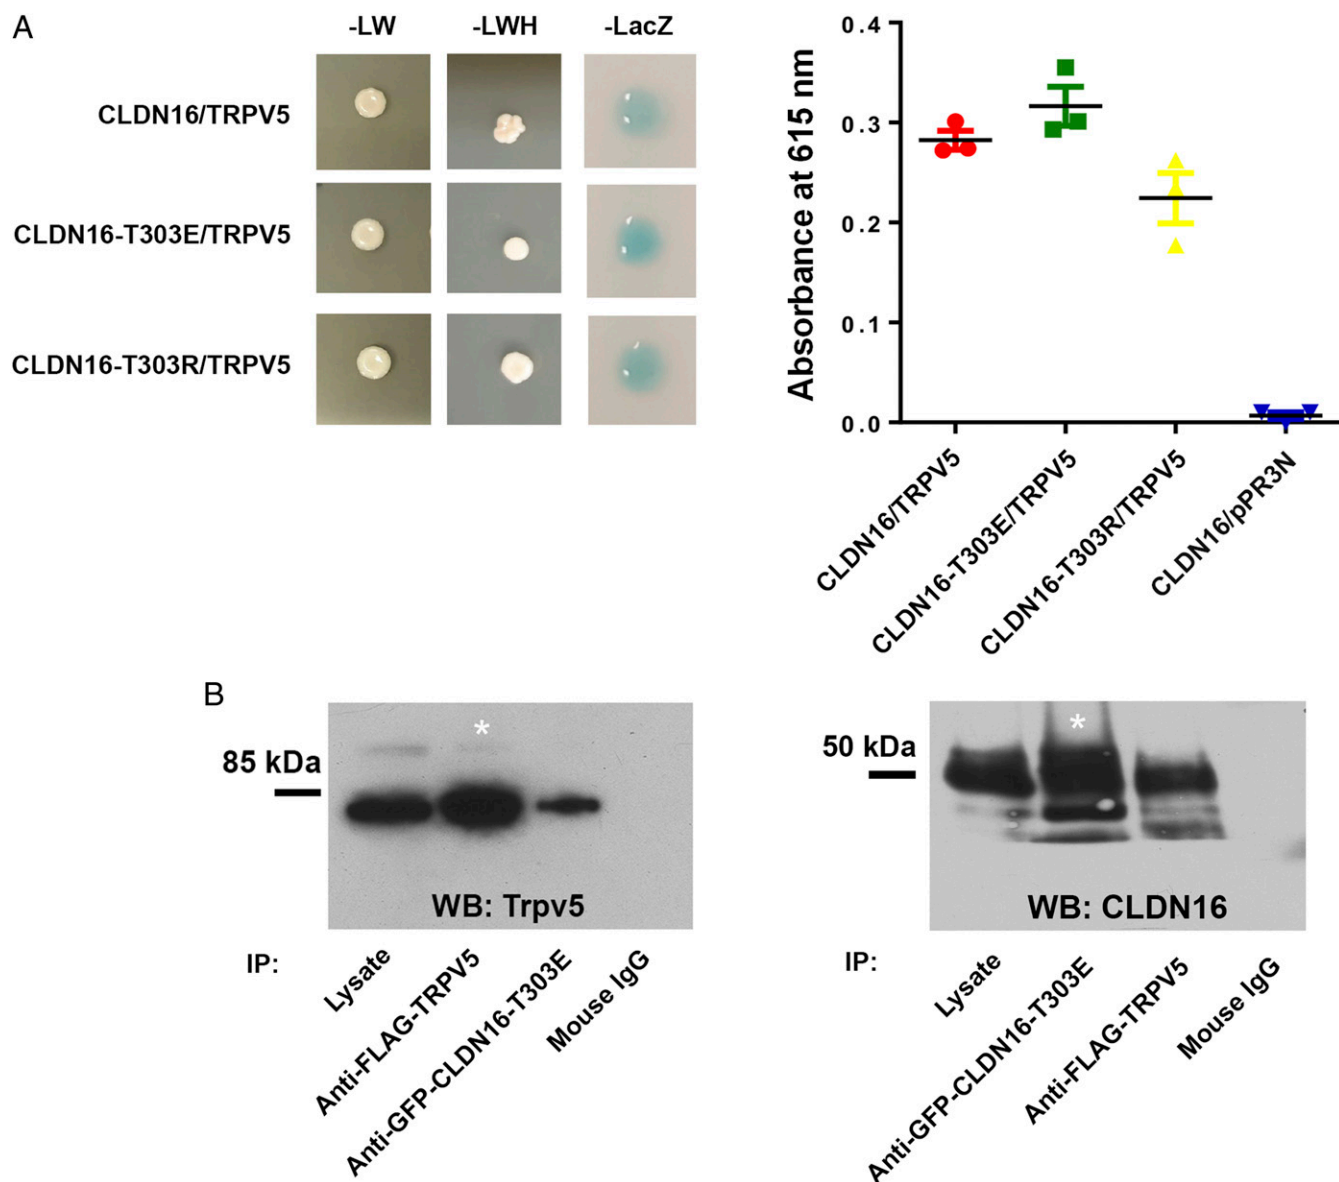 A
-LW -LWH -LacZ
CLDN16/TRPV5
CLDN16-T303E/TRPV5
CLDN16-T303R/TRPV5
Absorbance at 615 nm
0.4
0.3
0.2
0.1
0.0
CLDN16/TRPV5
CLDN16-T303E/TRPV5
CLDN16-T303R/TRPV5
CLDN16/pPR3N
B
85 kDa
*
WB: Trpv5
IP:
Lysate
Anti-FLAG-TRPV5
Anti-GFP-CLDN16-T303E
Mouse IgG
50 kDa
*
WB: CLDN16
IP:
Lysate
Anti-GFP-CLDN16-T303E
Anti-FLAG-TRPV5
Mouse IgG